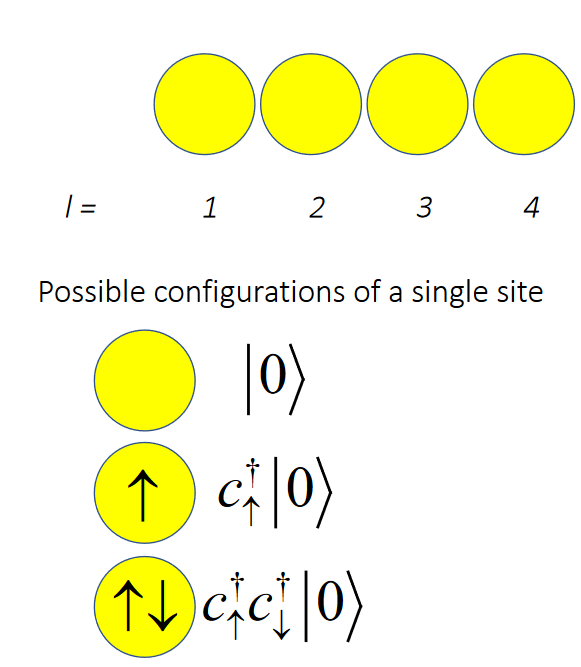 l = 1 2 3 4
Possible configurations of a single site
|0⟩
↑ c†↑|0⟩
↑↓ c†↑c†↓|0⟩